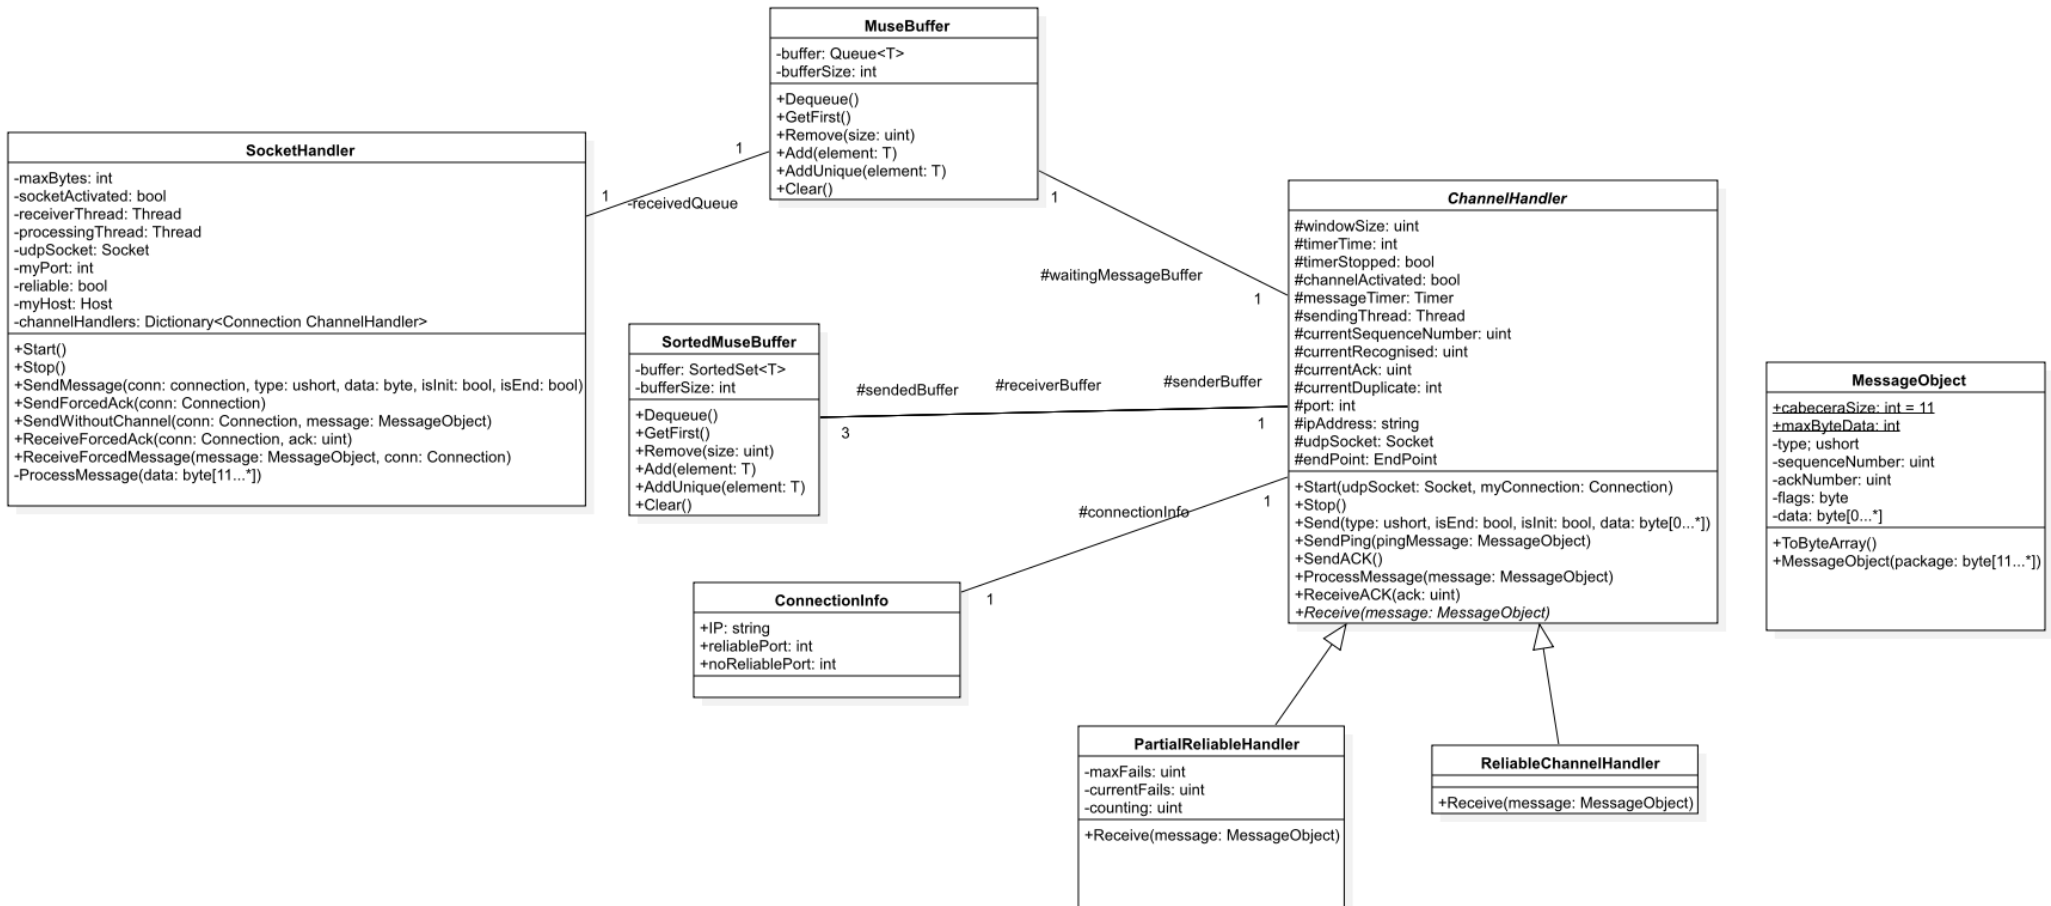 MuseBuffer
-buffer: Queue<T>
-bufferSize: int
+Dequeue()
+GetFirst()
+Remove(size: uint)
+Add(element: T)
+AddUnique(element: T)
+Clear()
SocketHandler
-maxBytes: int
-socketActivated: bool
-receiverThread: Thread
-processingThread: Thread
-udpSocket: Socket
-myPort: int
-reliable: bool
-myHost: Host
-channelHandlers: Dictionary<Connection ChannelHandler>
+Start()
+Stop()
+SendMessage(conn: connection, type: ushort, data: byte, isInit: bool, isEnd: bool)
+SendForcedAck(conn: Connection)
+SendWithoutChannel(conn: Connection, message: MessageObject)
+ReceiveForcedAck(conn: Connection, ack: uint)
+ReceiveForcedMessage(message: MessageObject, conn: Connection)
-ProcessMessage(data: byte[11...*])
1
1
-receivedQueue
1
#waitingMessageBuffer
1
SortedMuseBuffer
-buffer: SortedSet<T>
-bufferSize: int
+Dequeue()
+GetFirst()
+Remove(size: uint)
+Add(element: T)
+AddUnique(element: T)
+Clear()
#sendedBuffer
#receiverBuffer
#senderBuffer
3
1
ChannelHandler
#windowSize: uint
#timerTime: int
#timerStopped: bool
#channelActivated: bool
#messageTimer: Timer
#sendingThread: Thread
#currentSequenceNumber: uint
#currentRecognised: uint
#currentAck: uint
#currentDuplicate: int
#port: int
#ipAddress: string
#udpSocket: Socket
#endPoint: EndPoint
+Start(udpSocket: Socket, myConnection: Connection)
+Stop()
+Send(type: ushort, isEnd: bool, isInit: bool, data: byte[0...*])
+SendPing(pingMessage: MessageObject)
+SendACK()
+ProcessMessage(message: MessageObject)
+ReceiveACK(ack: uint)
+Receive(message: MessageObject)
MessageObject
+cabeceraSize: int = 11
+maxByteData: int
-type; ushort
-sequenceNumber: uint
-ackNumber: uint
-flags: byte
-data: byte[0...*]
+ToByteArray()
+MessageObject(package: byte[11...*])
1
#connectionInfo
1
ConnectionInfo
+IP: string
+reliablePort: int
+noReliablePort: int
PartialReliableHandler
-maxFails: uint
-currentFails: uint
-counting: uint
+Receive(message: MessageObject)
ReliableChannelHandler
+Receive(message: MessageObject)